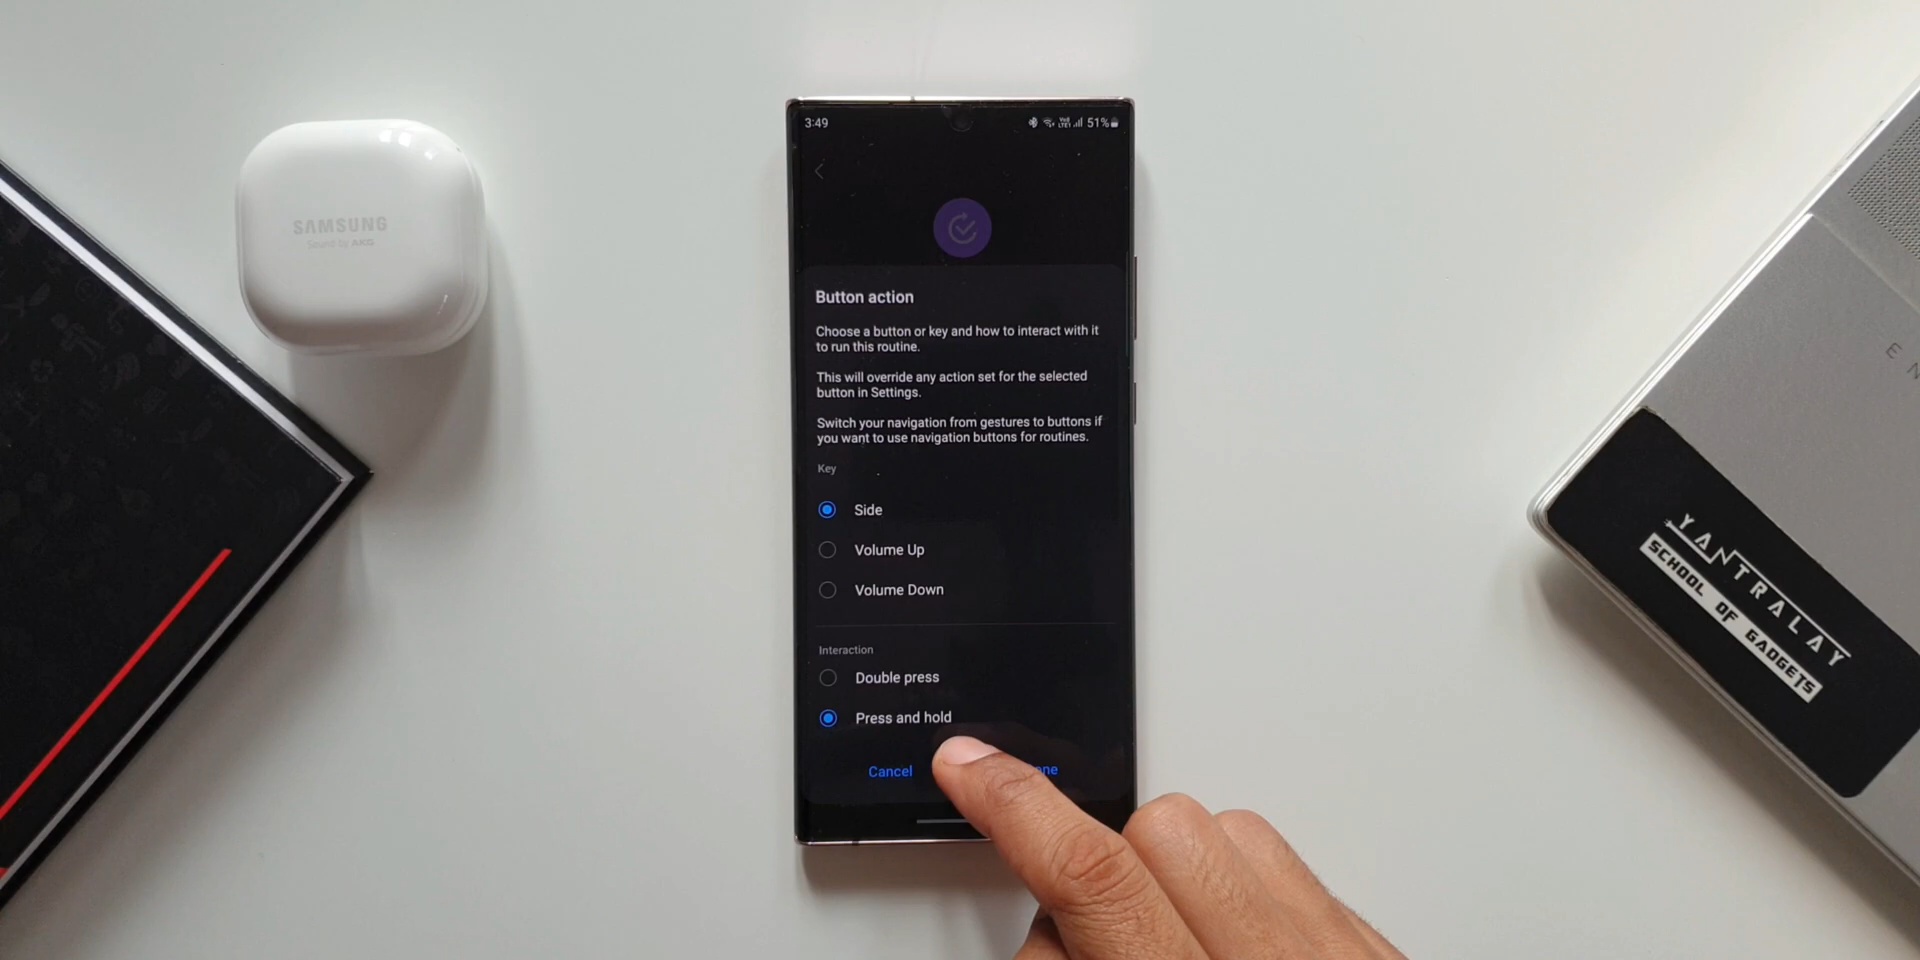 SAMSUNG
Sound by AKG
3:49
51%
Button action
Choose a button or key and how to interact with it
to run this routine.
This will override any action set for the selected
button in Settings.
Switch your navigation from gestures to buttons if
you want to use navigation buttons for routines.
Key
Side
Volume Up
Volume Down
Interaction
Double press
Press and hold
Cancel
YANTRALAY
SCHOOL OF GADGETS